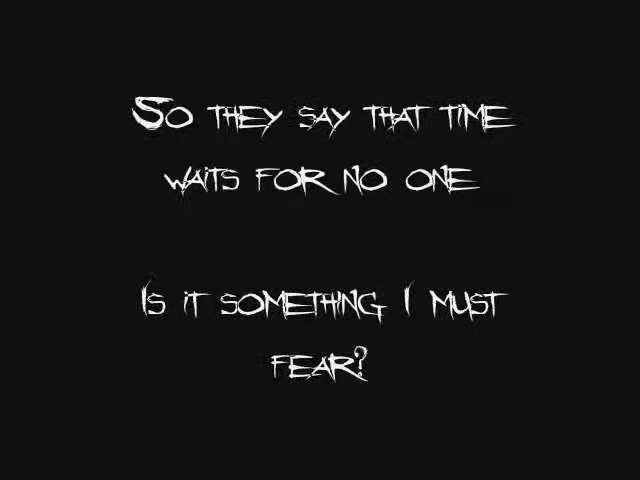 So they say that time
waits for no one
Is it something I must
fear?